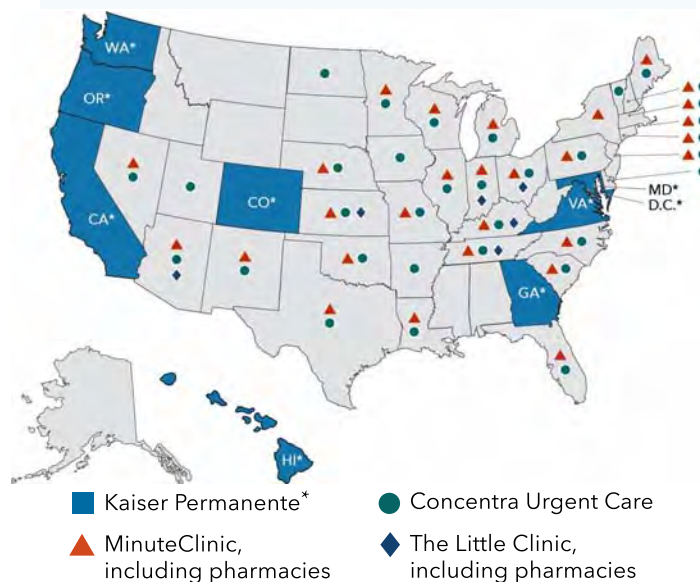 WA*
OR*
CA*
CO*
VA*
MD*
D.C.*
GA*
HI*
Kaiser Permanente*
Concentra Urgent Care
MinuteClinic,
including pharmacies
The Little Clinic,
including pharmacies